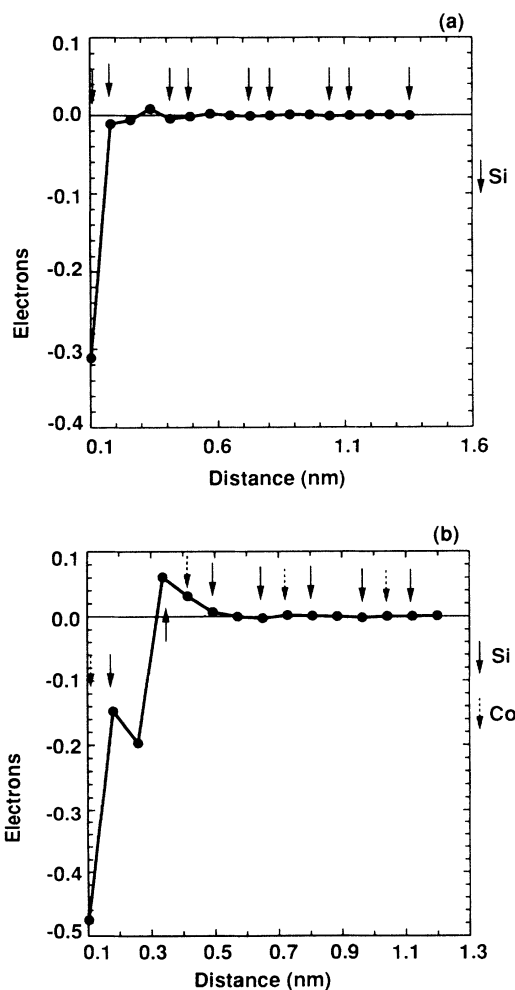 (a)
0.1
0.0
-0.1
-0.2
-0.3
-0.4
Electrons
Si
0.1 0.6 1.1 1.6
Distance (nm)
(b)
0.1
0.0
-0.1
-0.2
-0.3
-0.4
-0.5
Electrons
Si
Co
0.1 0.3 0.5 0.7 0.9 1.1 1.3
Distance (nm)